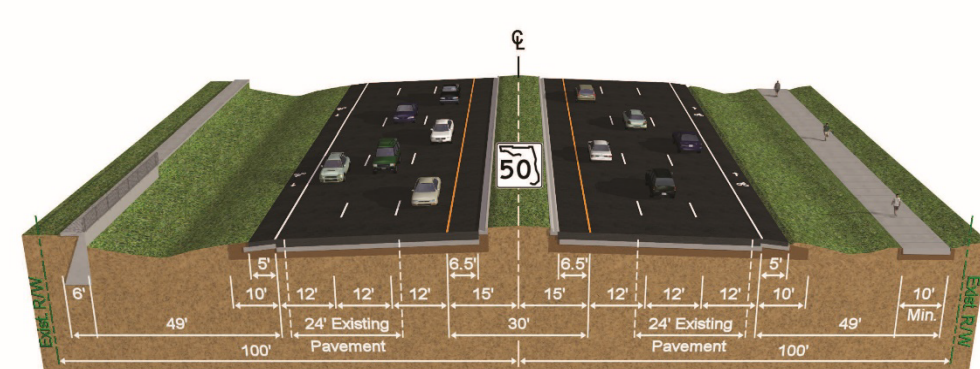 ℄
50
5' 6.5' 6.5' 5'
6' 10' 12' 12' 12' 15' 15' 12' 12' 12' 10' 10'
Min.
49' 24' Existing 30' 24' Existing 49'
Pavement Pavement
100' 100'
Exist. R/W
Exist. R/W